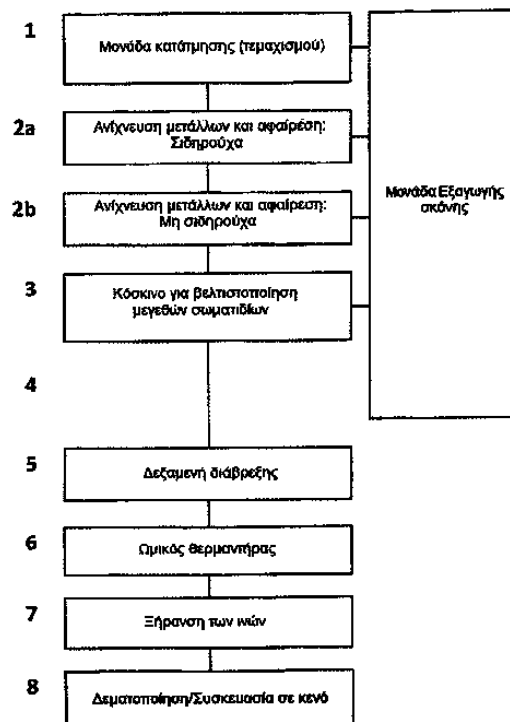 1
Μονάδα κατάτμησης (τεμαχισμού)
2a
Ανίχνευση μετάλλων και αφαίρεση:
Σιδηρούχα
2b
Ανίχνευση μετάλλων και αφαίρεση:
Μη σιδηρούχα
Μονάδα Εξαγωγής
σκόνης
3
Κόσκινο για βελτιστοποίηση
μεγεθών σωματιδίων
4
5
Δεξαμενή διάβρεξης
6
Ωμικός θερμαντήρας
7
Ξήρανση των ινών
8
Δεματοποίηση/Συσκευασία σε κενό